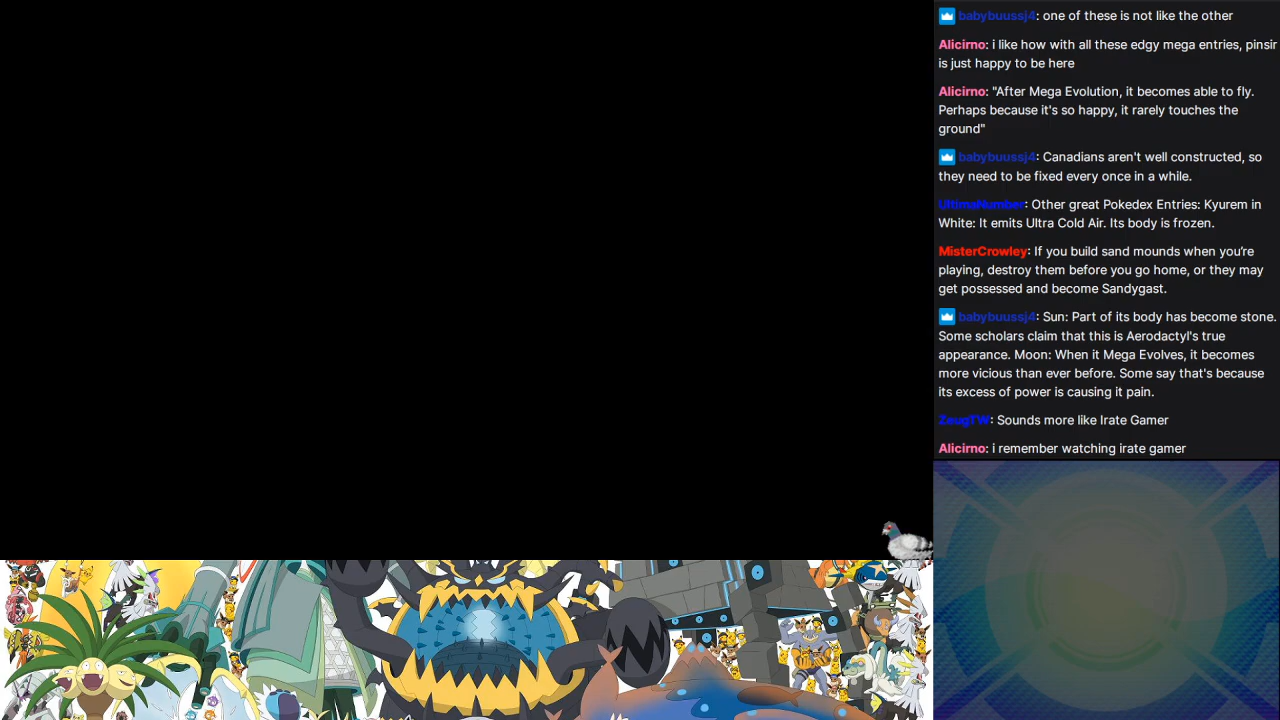 babybuussj4: one of these is not like the other
Alicirno: i like how with all these edgy mega entries, pinsir
is just happy to be here
Alicirno: "After Mega Evolution, it becomes able to fly.
Perhaps because it's so happy, it rarely touches the
ground"
babybuussj4: Canadians aren't well constructed, so
they need to be fixed every once in a while.
UltimaNumber: Other great Pokedex Entries: Kyurem in
White: It emits Ultra Cold Air. Its body is frozen.
MisterCrowley: If you build sand mounds when you're
playing, destroy them before you go home, or they may
get possessed and become Sandygast.
babybuussj4: Sun: Part of its body has become stone.
Some scholars claim that this is Aerodactyl's true
appearance. Moon: When it Mega Evolves, it becomes
more vicious than ever before. Some say that's because
its excess of power is causing it pain.
ZeugTW: Sounds more like Irate Gamer
Alicirno: i remember watching irate gamer